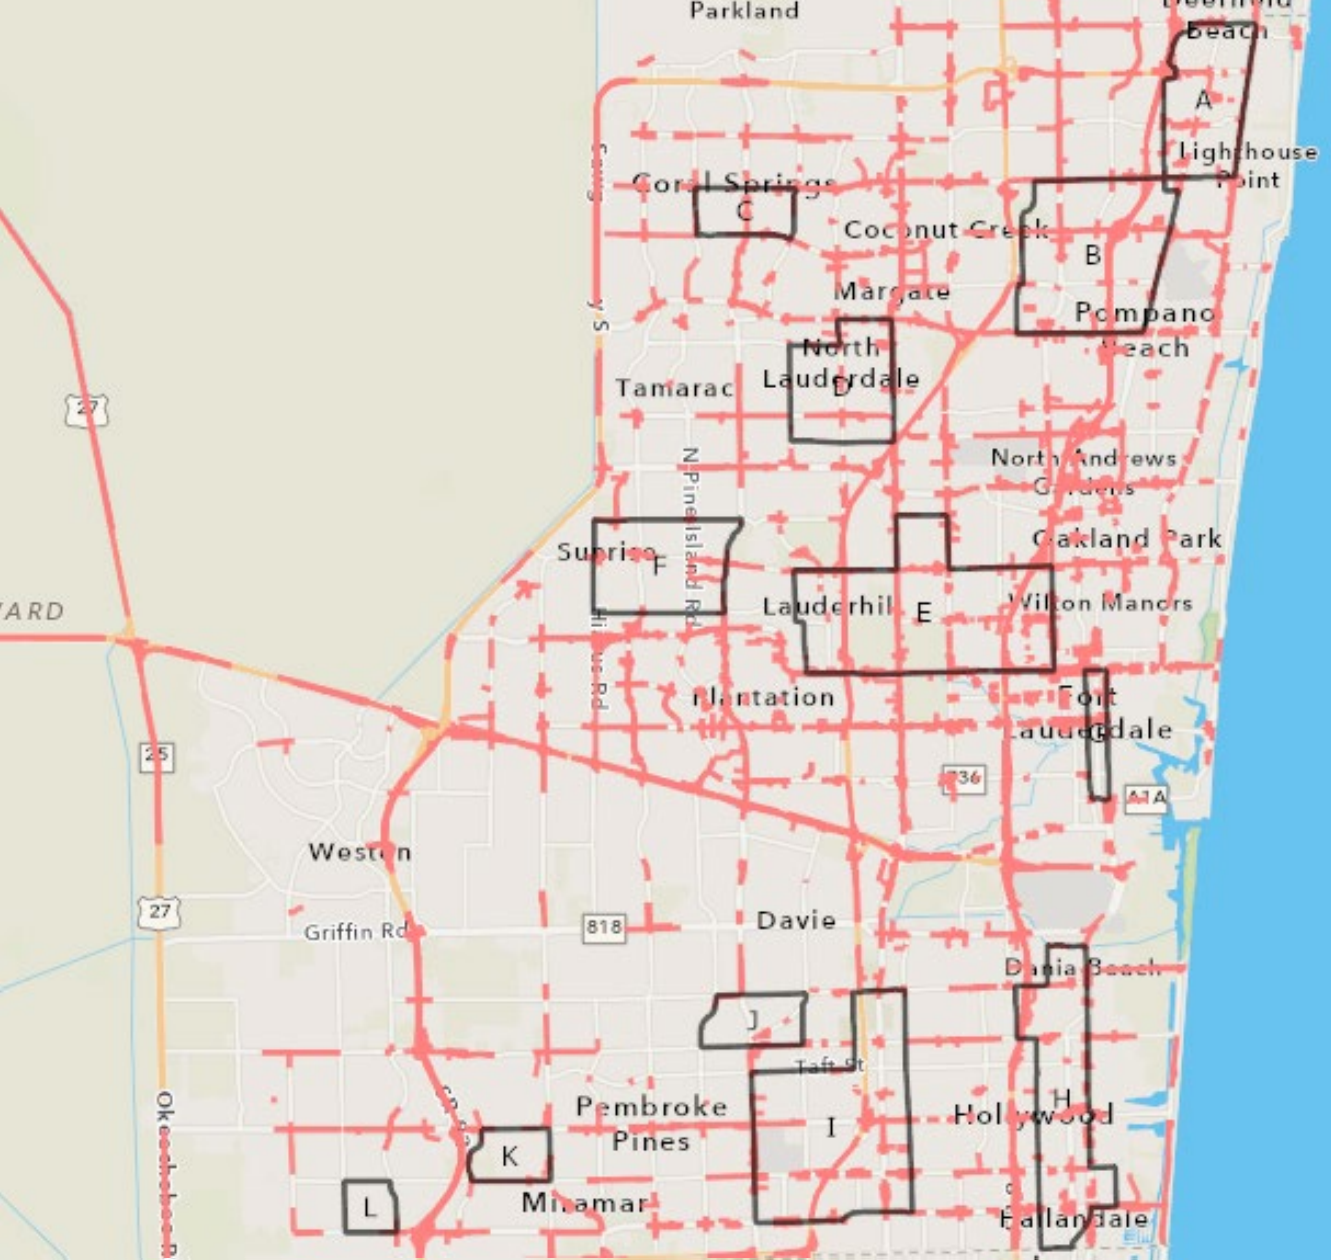 Parkland
Beach
A
Lighthouse
Point
Coral Springs
C
Coconut Creek
B
Margate
Pompano
Beach
y S
North
Lauderdale
D
Tamarac
27
N Pine Island Rd
North Andrews
Gardens
Oakland Park
Sunrise
F
Lauderhill
E
Wilton Manors
ARD
Hiatus Rd
Plantation
Fort
Lauderdale
G
25
736
A1A
Weston
27
Griffin Rd
818
Davie
Dania Beach
J
Taft St
Pembroke
Pines
I
H
Hollywood
K
L
Miramar
Hallandale